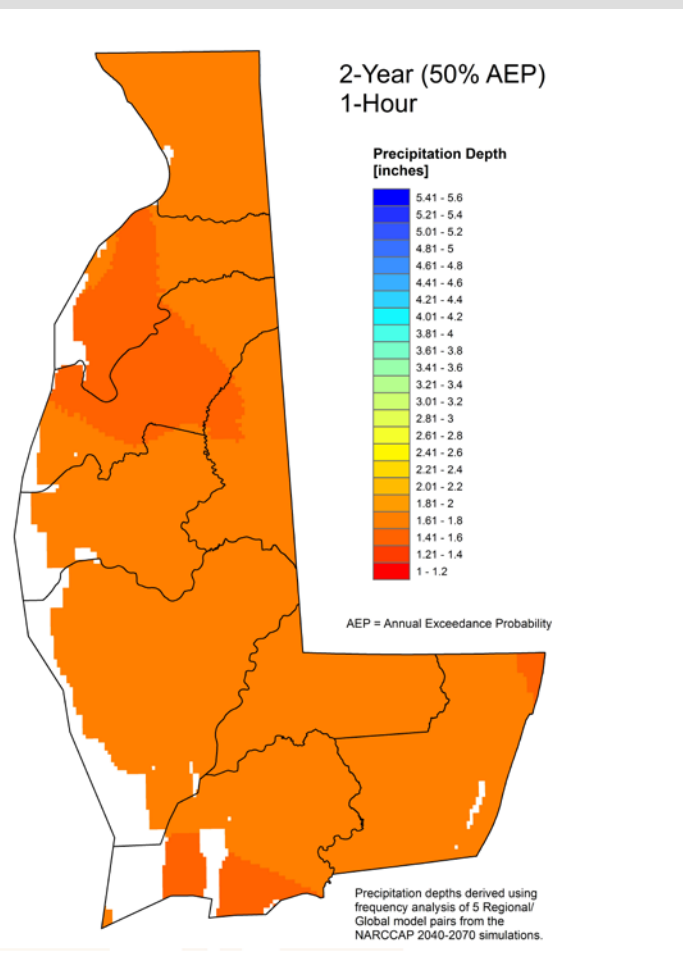 2-Year (50% AEP)
1-Hour
Precipitation Depth
[inches]
5.41 - 5.6
5.21 - 5.4
5.01 - 5.2
4.81 - 5
4.61 - 4.8
4.41 - 4.6
4.21 - 4.4
4.01 - 4.2
3.81 - 4
3.61 - 3.8
3.41 - 3.6
3.21 - 3.4
3.01 - 3.2
2.81 - 3
2.61 - 2.8
2.41 - 2.6
2.21 - 2.4
2.01 - 2.2
1.81 - 2
1.61 - 1.8
1.41 - 1.6
1.21 - 1.4
1 - 1.2
AEP = Annual Exceedance Probability
Precipitation depths derived using
frequency analysis of 5 Regional/
Global model pairs from the
NARCCAP 2040-2070 simulations.